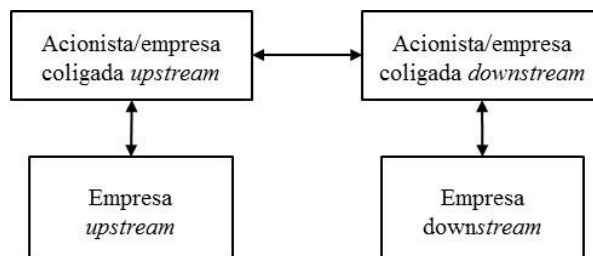 Acionista/empresa
coligada upstream
Acionista/empresa
coligada downstream
Empresa
upstream
Empresa
downstream